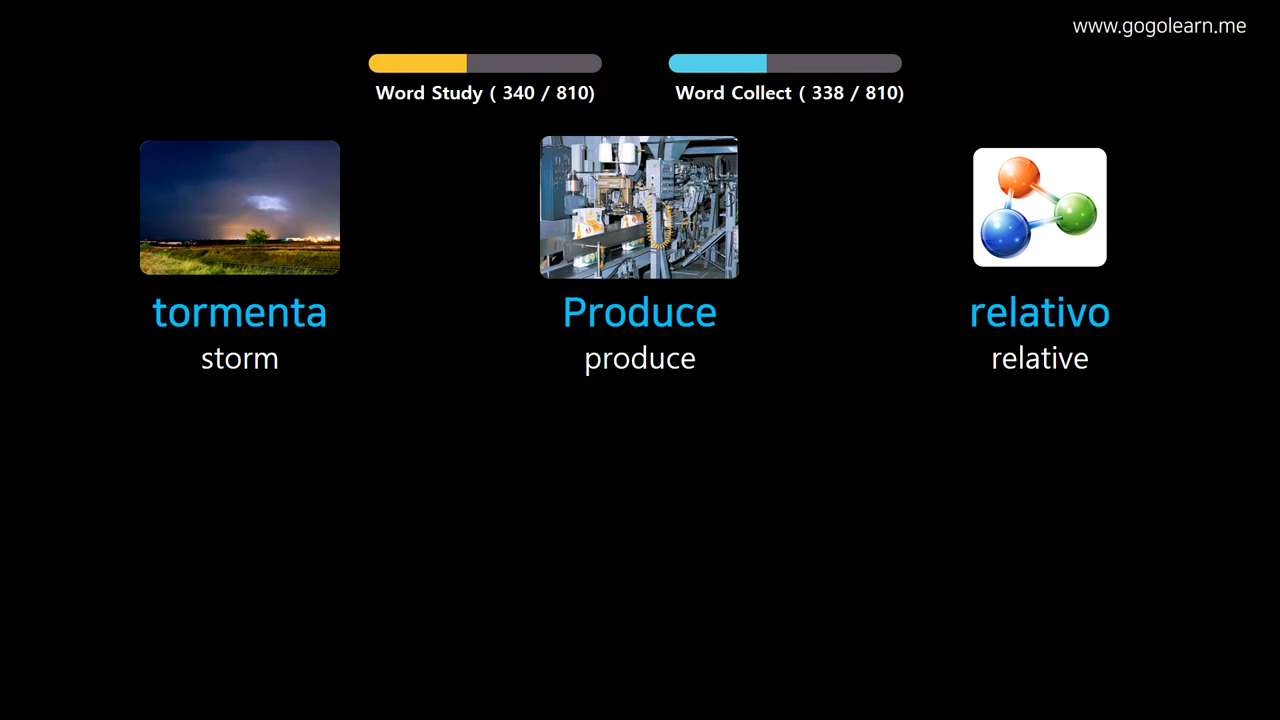 www.gogolearn.me
Word Study ( 340 / 810)
Word Collect ( 338 / 810)
tormenta
storm
Produce
produce
relativo
relative